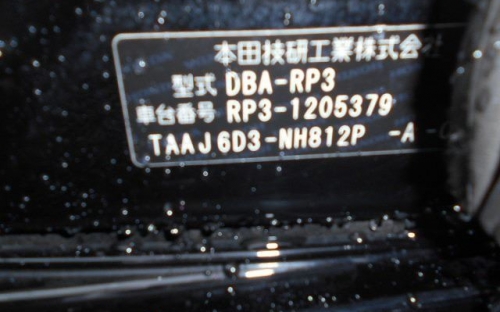 本田技研工業株式会
型式 DBA-RP3
車台番号 RP3-1205379
TAAJ6D3-NH812P -A -